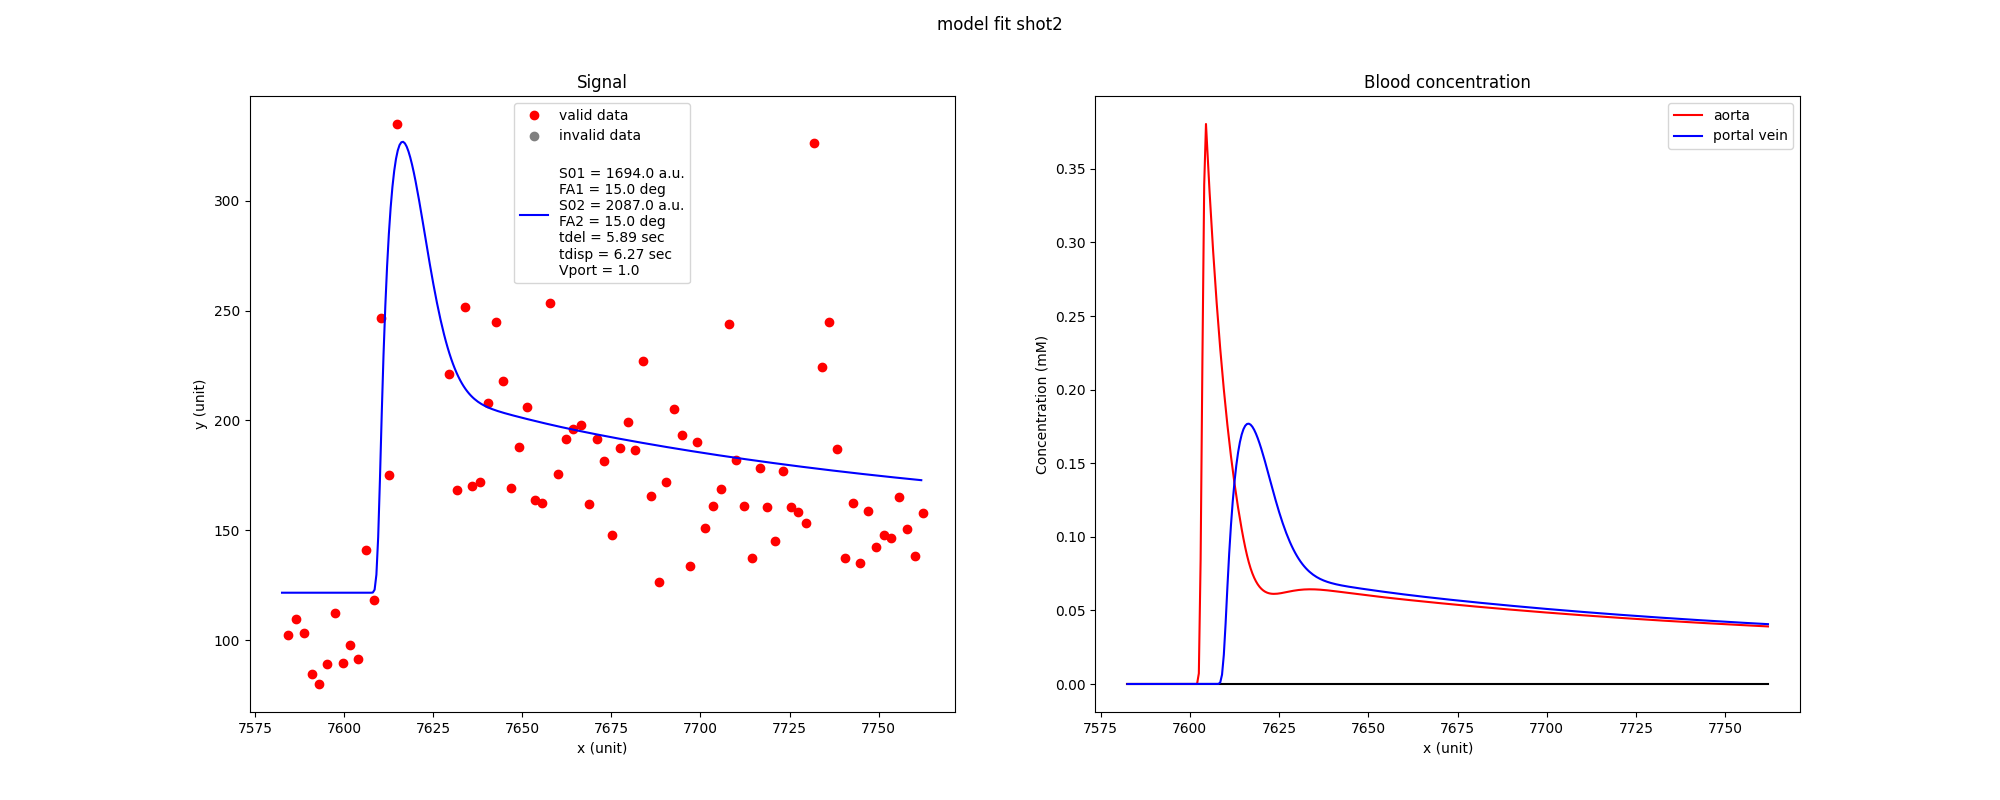 model fit shot2
Signal
valid data
invalid data
S01 = 1694.0 a.u.
FA1 = 15.0 deg
S02 = 2087.0 a.u.
FA2 = 15.0 deg
tdel = 5.89 sec
tdisp = 6.27 sec
Vport = 1.0
y (unit)
300
250
200
150
100
7575 7600 7625 7650 7675 7700 7725 7750
x (unit)
Blood concentration
aorta
portal vein
Concentration (mM)
0.35
0.30
0.25
0.20
0.15
0.10
0.05
0.00
7575 7600 7625 7650 7675 7700 7725 7750
x (unit)